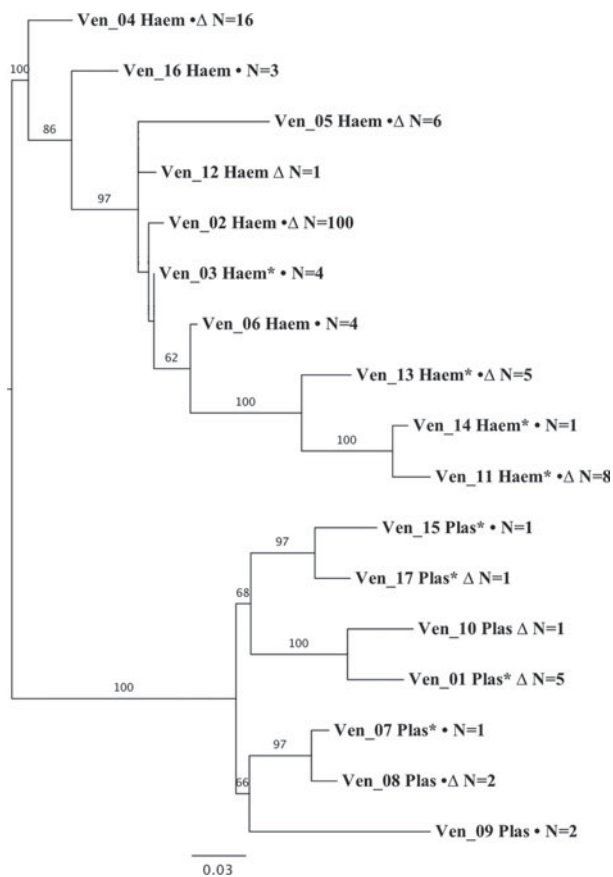 Ven_04 Haem •Δ N=16
100
Ven_16 Haem • N=3
86
Ven_05 Haem •Δ N=6
Ven_12 Haem Δ N=1
97
Ven_02 Haem •Δ N=100
Ven_03 Haem* • N=4
Ven_06 Haem • N=4
62
Ven_13 Haem* •Δ N=5
100
Ven_14 Haem* • N=1
100
Ven_11 Haem* •Δ N=8
Ven_15 Plas* • N=1
97
Ven_17 Plas* Δ N=1
68
Ven_10 Plas Δ N=1
100
Ven_01 Plas* Δ N=5
100
Ven_07 Plas* • N=1
97
Ven_08 Plas •Δ N=2
66
Ven_09 Plas • N=2
0.03